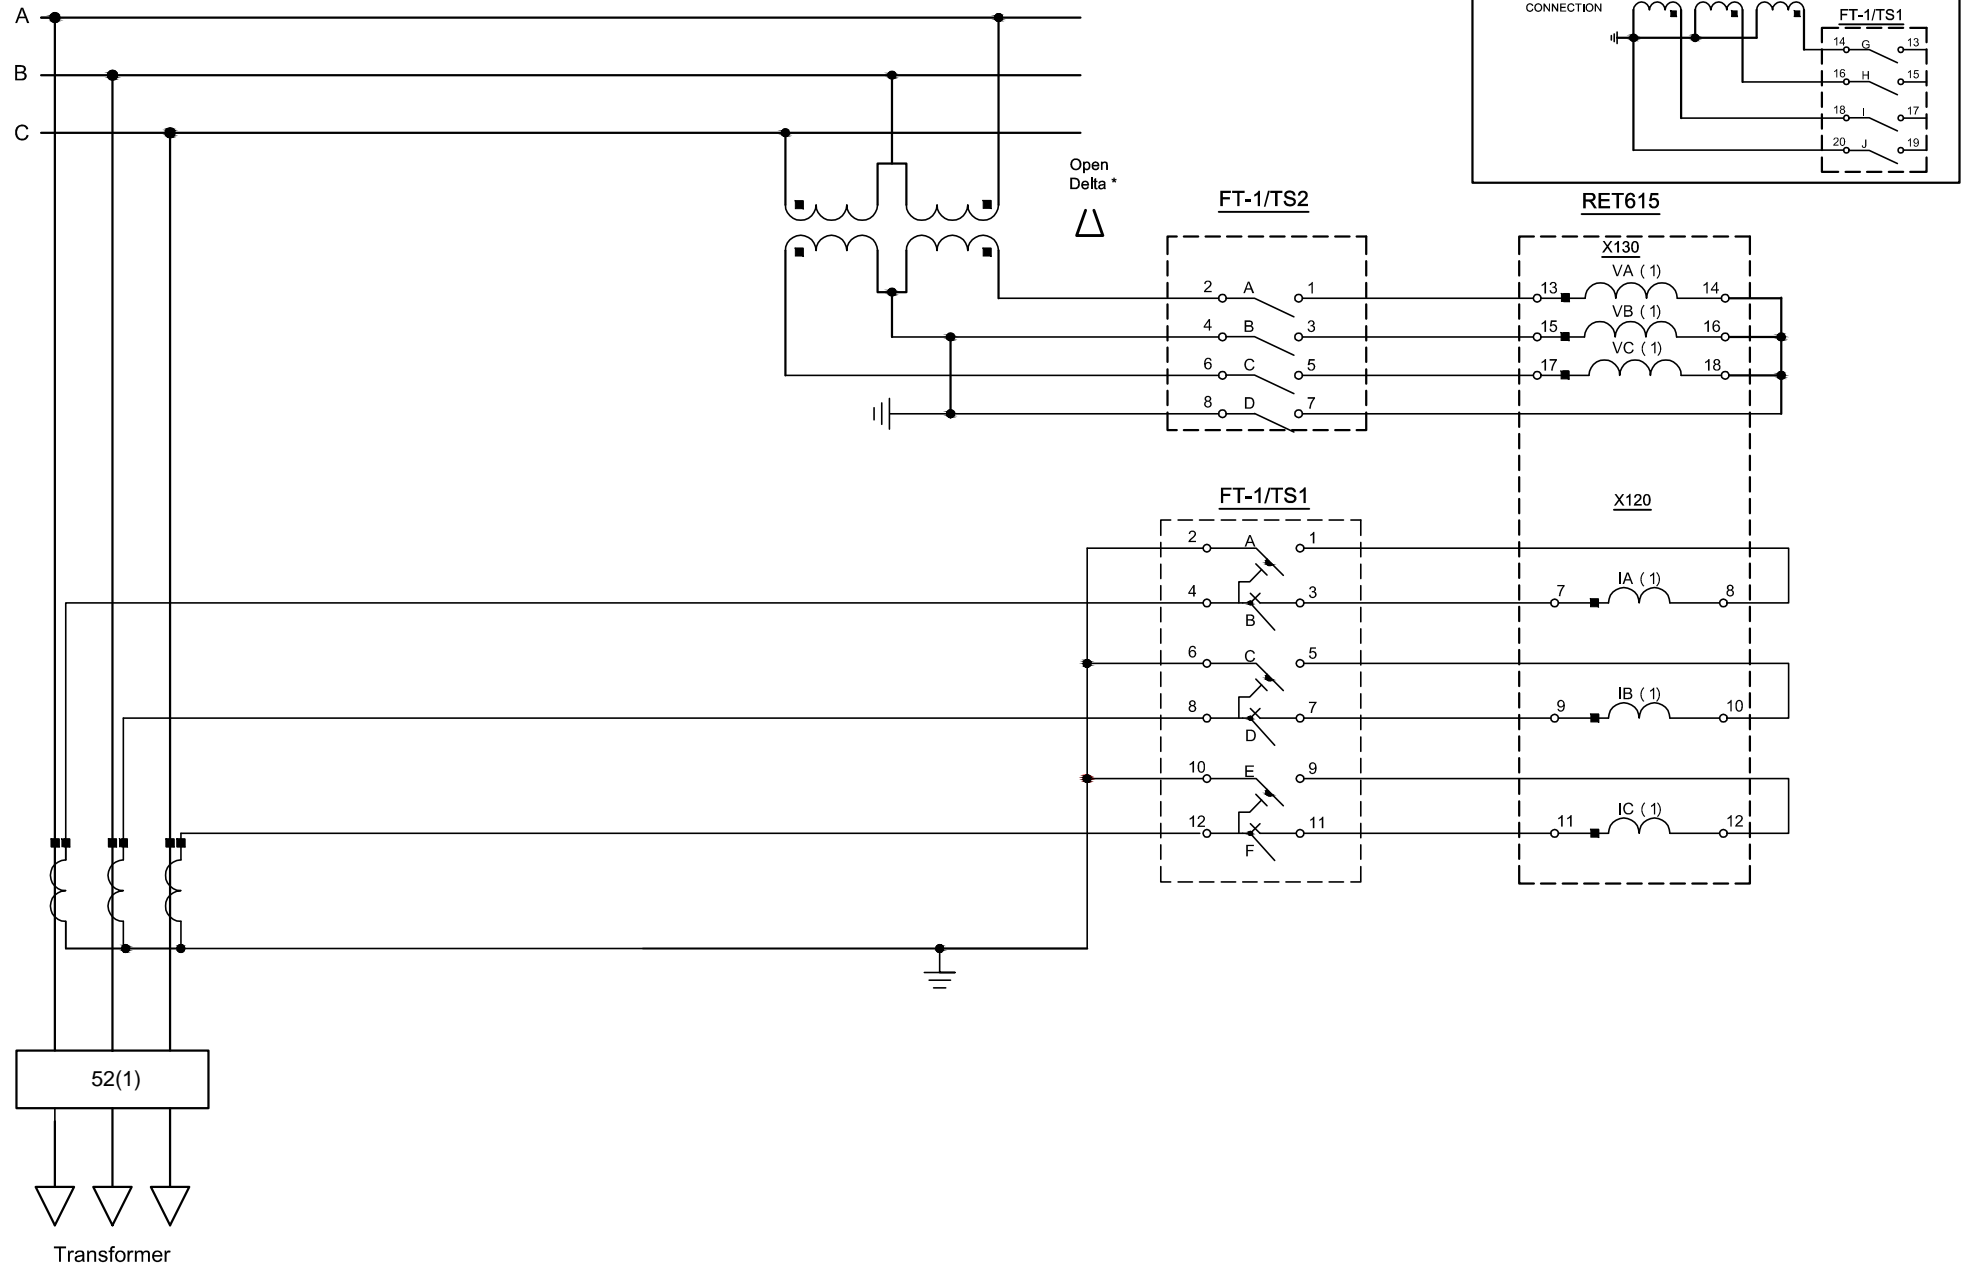 A
CONNECTION
FT-1/TS1
14 G 13
B
16 H 15
18 I 17
C
20 J 19
Open
Delta *
FT-1/TS2
RET615
X130
VA ( 1)
2 A 1 13 14
VB ( 1)
4 B 3 15 16
VC ( 1)
6 C 5 17 18
8 D 7
FT-1/TS1
X120
2 A 1
IA ( 1)
4 3 7 8
B
6 C 5
IB ( 1)
8 7 9 10
D
10 E 9
IC ( 1)
12 11 11 12
F
52(1)
Transformer